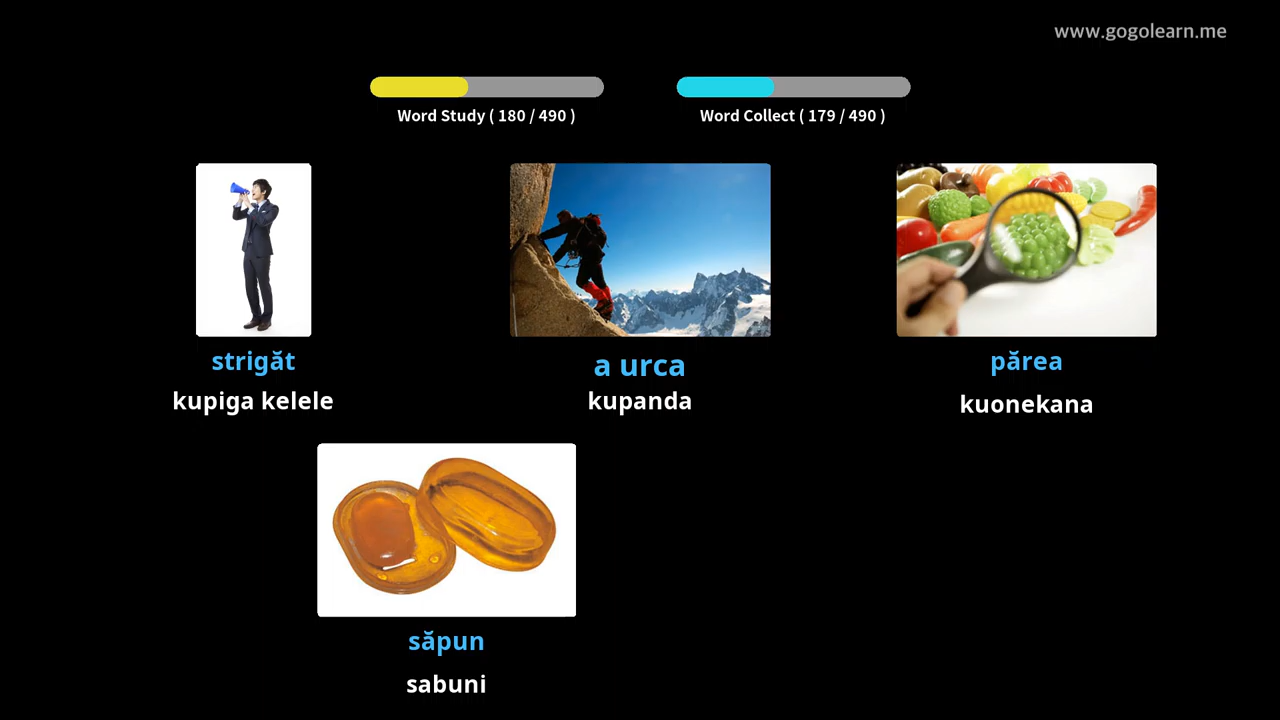 www.gogolearn.me
Word Study ( 180 / 490 )
Word Collect ( 179 / 490 )
strigăt
kupiga kelele
a urca
kupanda
părea
kuonekana
săpun
sabuni